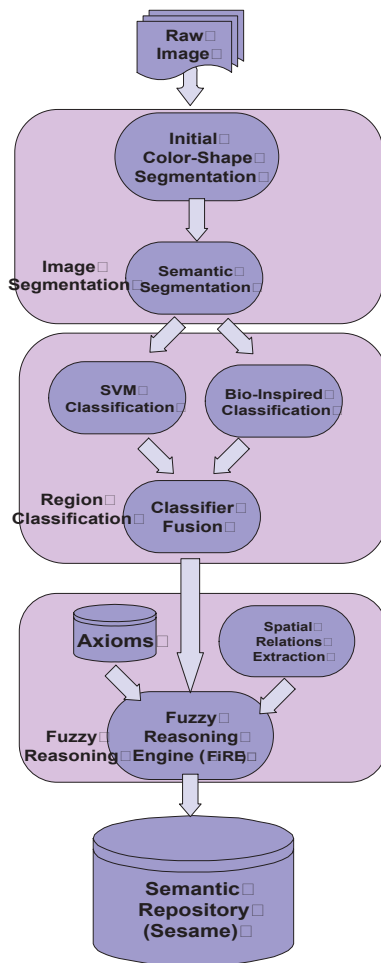 Raw
Image
Initial
Color-Shape
Segmentation
Image
Segmentation
Semantic
Segmentation
SVM
Classification
Bio-Inspired
Classification
Region
Classification
Classifier
Fusion
Axioms
Spatial
Relations
Extraction
Fuzzy
Reasoning
Fuzzy
Reasoning
Engine (FiRE)
Semantic
Repository
(Sesame)